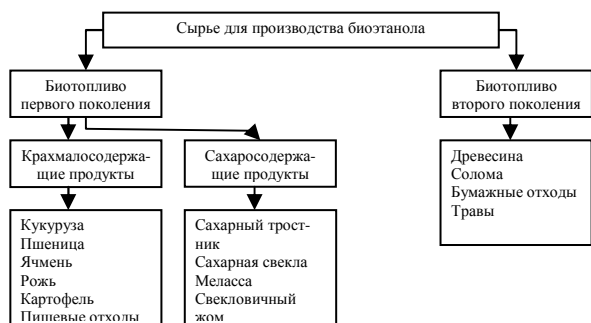 Сырье для производства биоэтанола
Биотопливо
первого поколения
Биотопливо
второго поколения
Крахмалосодержа-
щие продукты
Сахаросодержа-
щие продукты
Древесина
Солома
Бумажные отходы
Травы
Кукуруза
Пшеница
Ячмень
Рожь
Картофель
Пищевые отходы
Сахарный трост-
ник
Сахарная свекла
Меласса
Свекловичный
жом